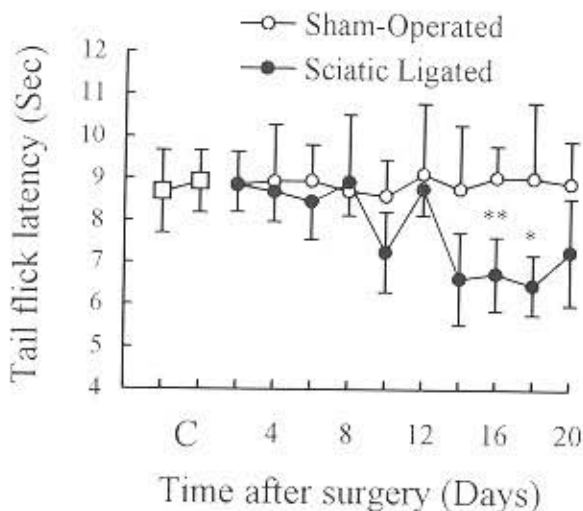 Sham-Operated
Sciatic Ligated
Tail flick latency (Sec)
12
11
10
9
8
7
6
5
4
**
*
C 4 8 12 16 20
Time after surgery (Days)